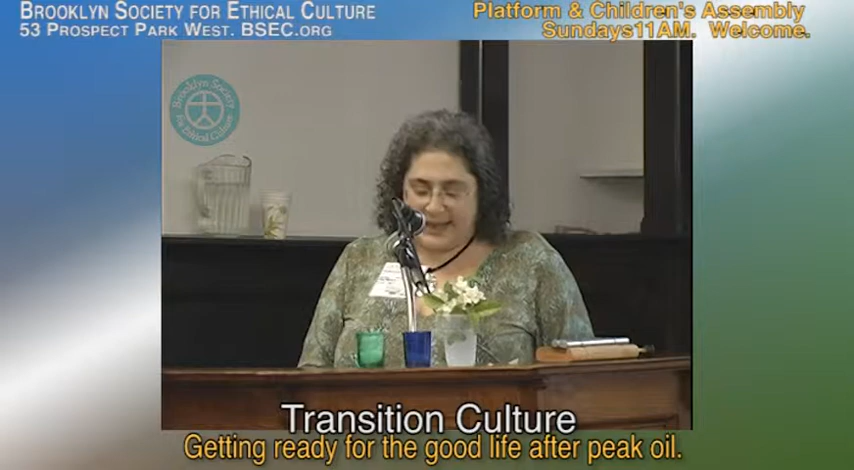 Brooklyn Society for Ethical Culture
53 Prospect Park West. BSEC.org
Platform & Children's Assembly
Sundays11AM. Welcome.
Brooklyn Society
for Ethical Culture
Transition Culture
Getting ready for the good life after peak oil.